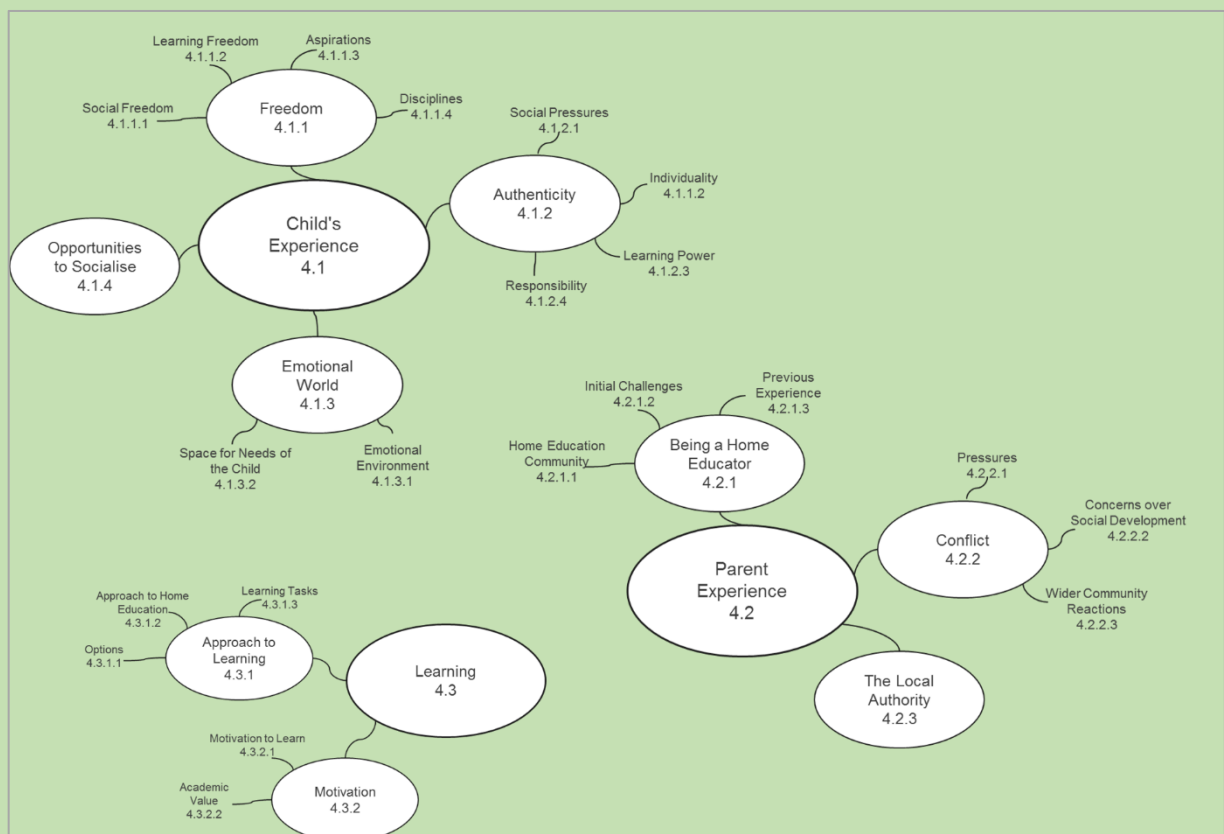 Learning Freedom
4.1.1.2
Aspirations
4.1.1.3
Social Freedom
4.1.1.1
Freedom
4.1.1
Disciplines
4.1.1.4
Social Pressures
4.1.2.1
Authenticity
4.1.2
Individuality
4.1.1.2
Learning Power
4.1.2.3
Responsibility
4.1.2.4
Child's
Experience
4.1
Opportunities
to Socialise
4.1.4
Emotional
World
4.1.3
Space for Needs of
the Child
4.1.3.2
Emotional
Environment
4.1.3.1
Initial Challenges
4.2.1.2
Previous
Experience
4.2.1.3
Home Education
Community
4.2.1.1
Being a Home
Educator
4.2.1
Pressures
4.2.2.1
Concerns over
Social Development
4.2.2.2
Conflict
4.2.2
Wider Community
Reactions
4.2.2.3
Parent
Experience
4.2
The Local
Authority
4.2.3
Approach to Home
Education
4.3.1.2
Learning Tasks
4.3.1.3
Options
4.3.1.1
Approach to
Learning
4.3.1
Learning
4.3
Motivation to Learn
4.3.2.1
Academic
Value
4.3.2.2
Motivation
4.3.2